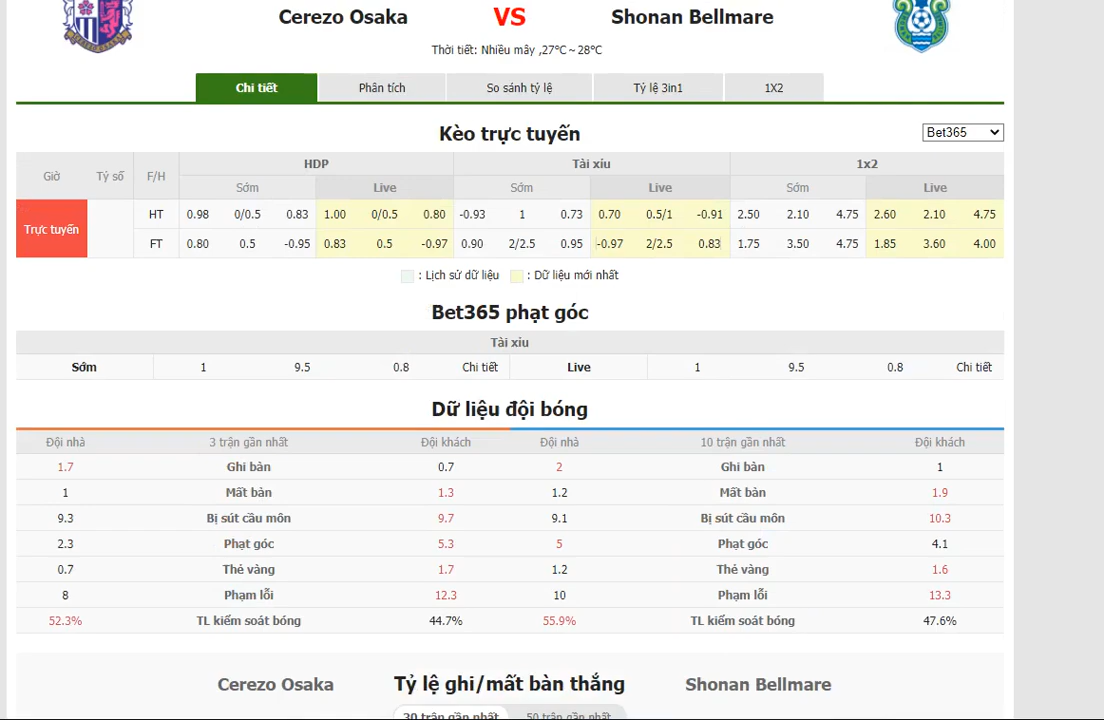 Cerezo Osaka VS Shonan Bellmare
Thời tiết: Nhiều mây ,27°C～28°C
Chi tiết Phân tích So sánh tỷ lệ Tỷ lệ 3in1 1X2
Kèo trực tuyến Bet365
Giờ Tỷ số F/H HDP Tài xỉu 1x2
Sớm Live Sớm Live Sớm Live
Trực tuyến
HT 0.98 0/0.5 0.83 1.00 0/0.5 0.80 -0.93 1 0.73 0.70 0.5/1 -0.91 2.50 2.10 4.75 2.60 2.10 4.75
FT 0.80 0.5 -0.95 0.83 0.5 -0.97 0.90 2/2.5 0.95 -0.97 2/2.5 0.83 1.75 3.50 4.75 1.85 3.60 4.00
: Lịch sử dữ liệu : Dữ liệu mới nhất
Bet365 phạt góc
Tài xỉu
Sớm 1 9.5 0.8 Chi tiết Live 1 9.5 0.8 Chi tiết
Dữ liệu đội bóng
Đội nhà 3 trận gần nhất Đội khách Đội nhà 10 trận gần nhất Đội khách
1.7 Ghi bàn 0.7 2 Ghi bàn 1
1 Mất bàn 1.3 1.2 Mất bàn 1.9
9.3 Bị sút cầu môn 9.7 9.1 Bị sút cầu môn 10.3
2.3 Phạt góc 5.3 5 Phạt góc 4.1
0.7 Thẻ vàng 1.7 1.2 Thẻ vàng 1.6
8 Phạm lỗi 12.3 10 Phạm lỗi 13.3
52.3% TL kiểm soát bóng 44.7% 55.9% TL kiểm soát bóng 47.6%
Cerezo Osaka Tỷ lệ ghi/mất bàn thắng Shonan Bellmare
30 trận gần nhất 50 trận gần nhất